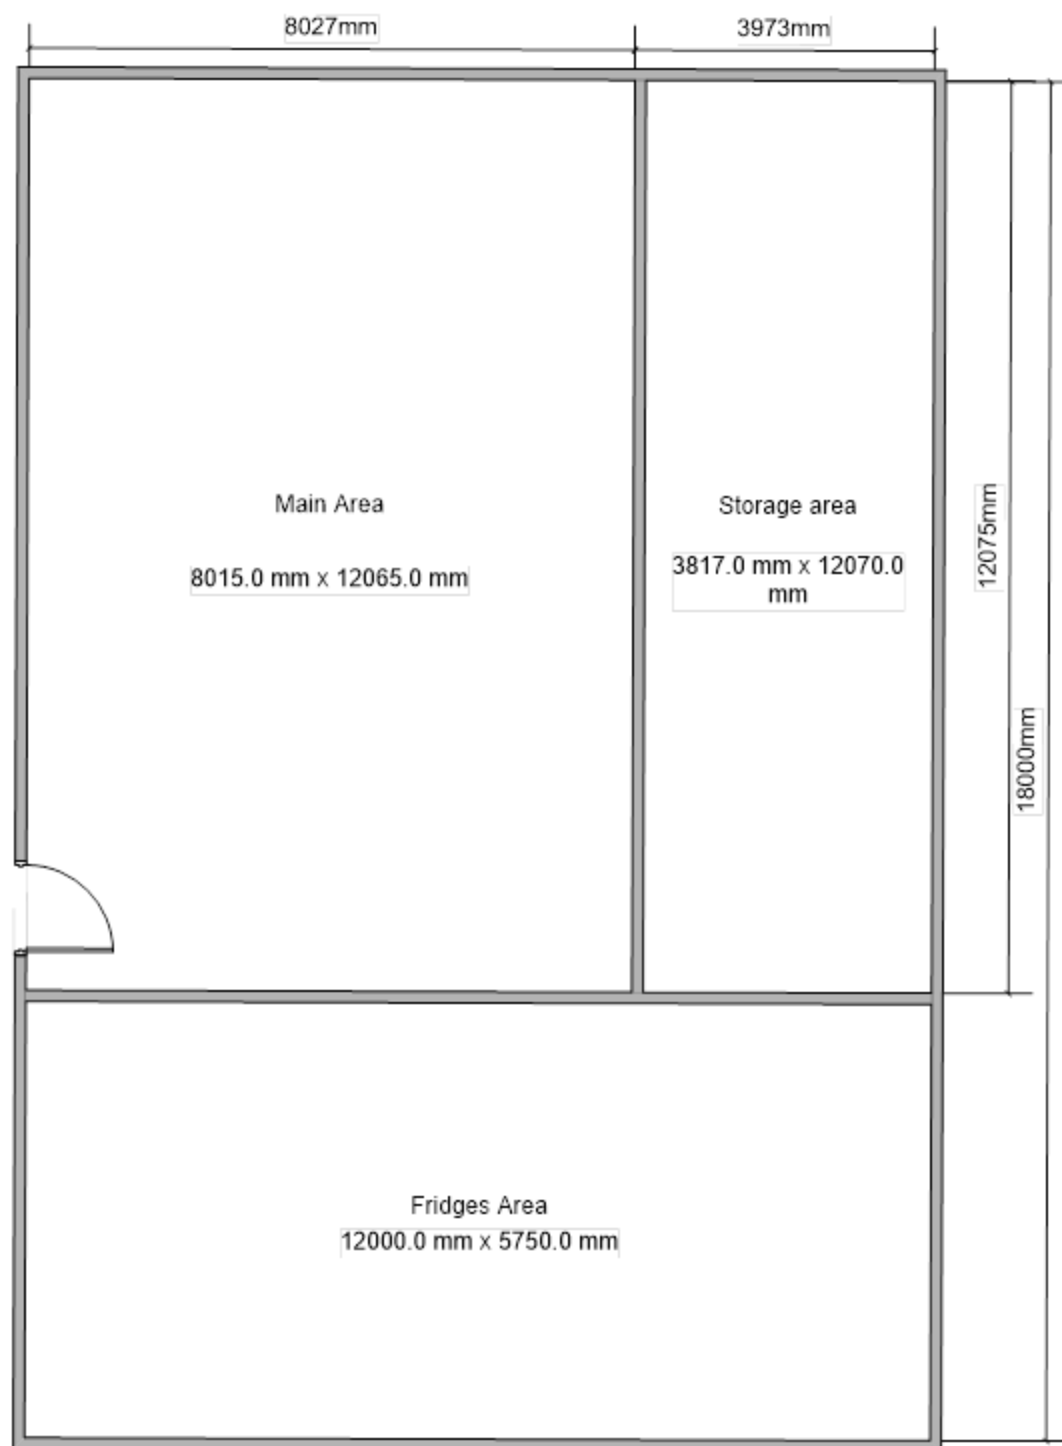 8027mm
3973mm
Main Area
8015.0 mm x 12065.0 mm
Storage area
3817.0 mm x 12070.0
mm
12075mm
18000mm
Fridges Area
12000.0 mm x 5750.0 mm